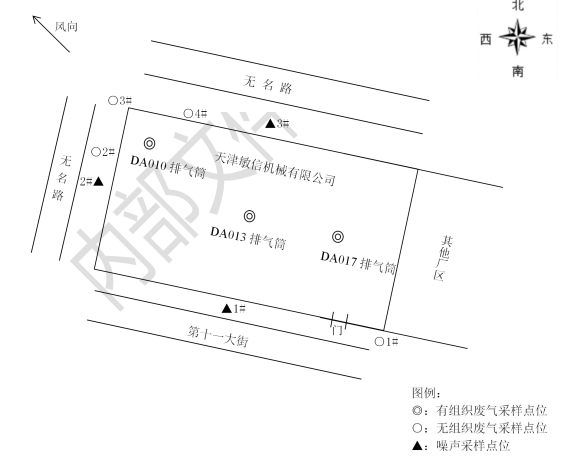 北
风向
西 东
南
无名路
○3#
○4#
▲3#
无名路
○2#
2#▲
DA010 排气筒
天津敏信机械有限公司
内部文件
DA013 排气筒
DA017 排气筒
其他厂区
▲1#
门
○1#
第十一大街
图例：
◎：有组织废气采样点位
○：无组织废气采样点位
▲：噪声采样点位